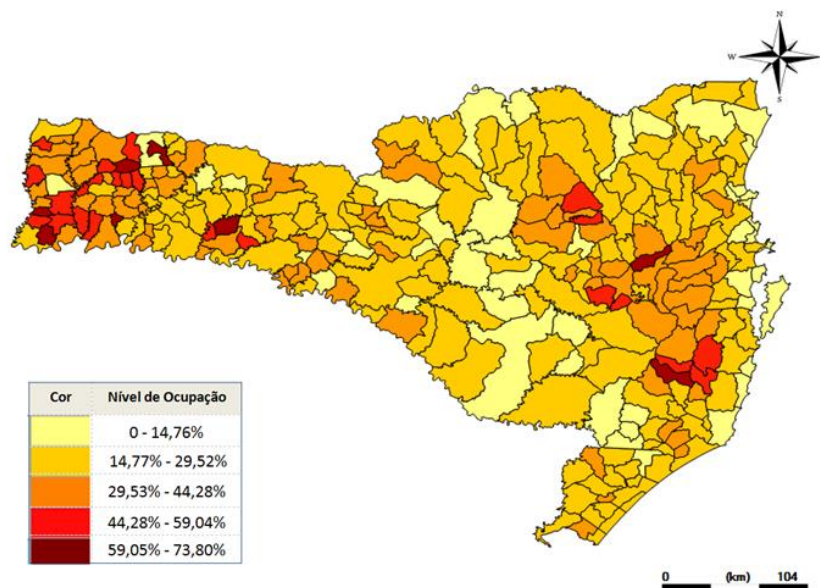 N
W E
S
Cor Nível de Ocupação
0 - 14,76%
14,77% - 29,52%
29,53% - 44,28%
44,28% - 59,04%
59,05% - 73,80%
0 (km) 104